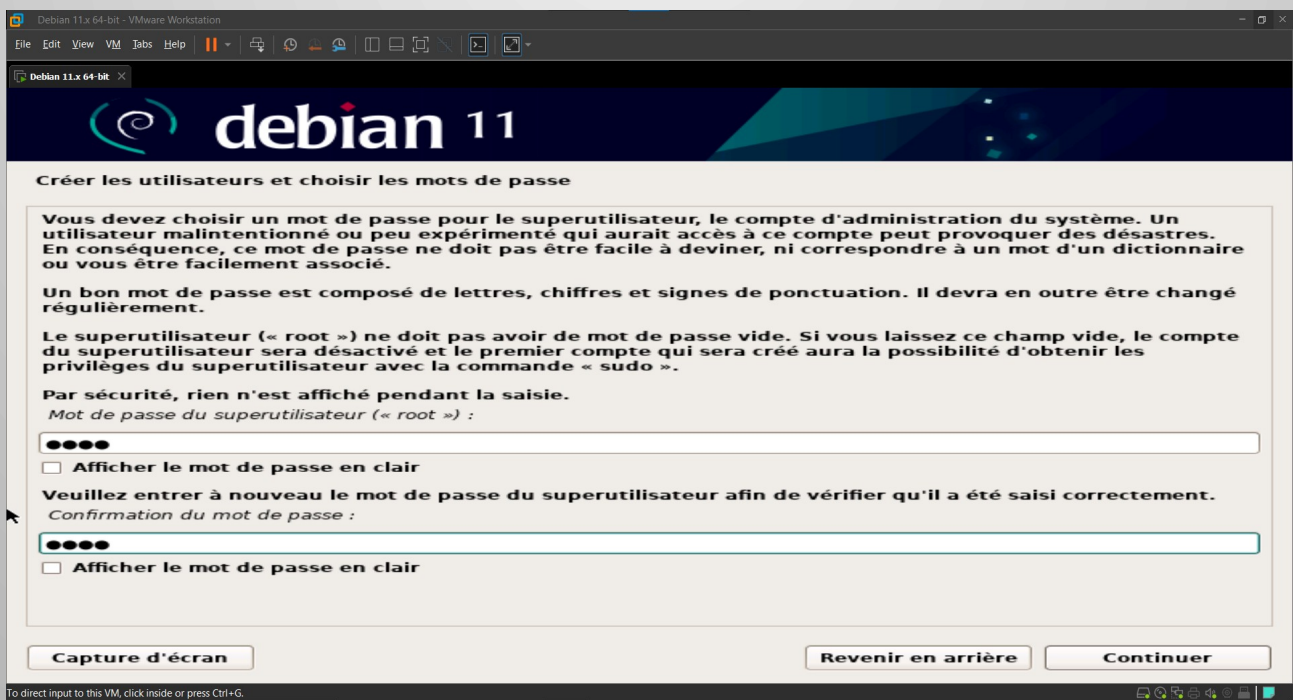 Debian 11.x 64-bit - VMware Workstation
File Edit View VM Tabs Help
Debian 11.x 64-bit
debian 11
Créer les utilisateurs et choisir les mots de passe
Vous devez choisir un mot de passe pour le superutilisateur, le compte d'administration du système. Un
utilisateur malintentionné ou peu expérimenté qui aurait accès à ce compte peut provoquer des désastres.
En conséquence, ce mot de passe ne doit pas être facile à deviner, ni correspondre à un mot d'un dictionnaire
ou vous être facilement associé.
Un bon mot de passe est composé de lettres, chiffres et signes de ponctuation. Il devra en outre être changé
régulièrement.
Le superutilisateur (« root ») ne doit pas avoir de mot de passe vide. Si vous laissez ce champ vide, le compte
du superutilisateur sera désactivé et le premier compte qui sera créé aura la possibilité d'obtenir les
privilèges du superutilisateur avec la commande « sudo ».
Par sécurité, rien n'est affiché pendant la saisie.
Mot de passe du superutilisateur (« root ») :
●●●●
Afficher le mot de passe en clair
Veuillez entrer à nouveau le mot de passe du superutilisateur afin de vérifier qu'il a été saisi correctement.
Confirmation du mot de passe :
●●●●
Afficher le mot de passe en clair
Capture d'écran Revenir en arrière Continuer
To direct input to this VM, click inside or press Ctrl+G.